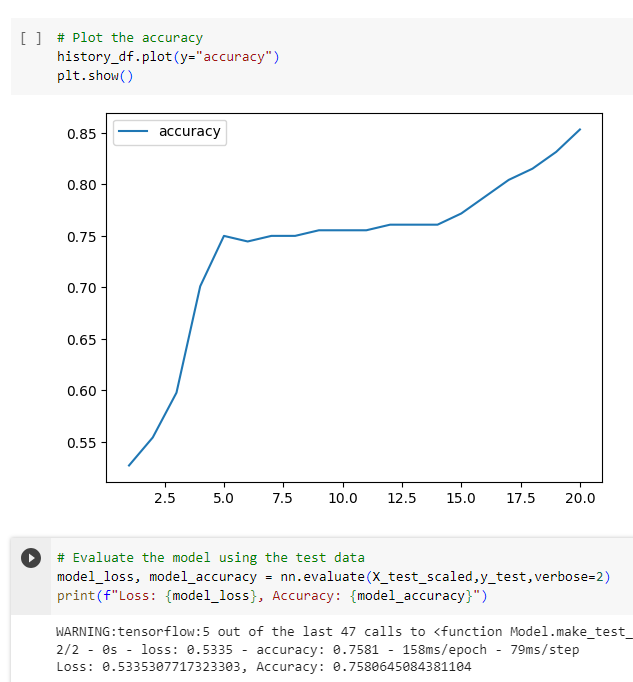 [ ] # Plot the accuracy
history_df.plot(y="accuracy")
plt.show()
accuracy
0.85
0.80
0.75
0.70
0.65
0.60
0.55
2.5 5.0 7.5 10.0 12.5 15.0 17.5 20.0
# Evaluate the model using the test data
model_loss, model_accuracy = nn.evaluate(X_test_scaled,y_test,verbose=2)
print(f"Loss: {model_loss}, Accuracy: {model_accuracy}")
WARNING:tensorflow:5 out of the last 47 calls to <function Model.make_test_
2/2 - 0s - loss: 0.5335 - accuracy: 0.7581 - 158ms/epoch - 79ms/step
Loss: 0.5335307717323303, Accuracy: 0.7580645084381104